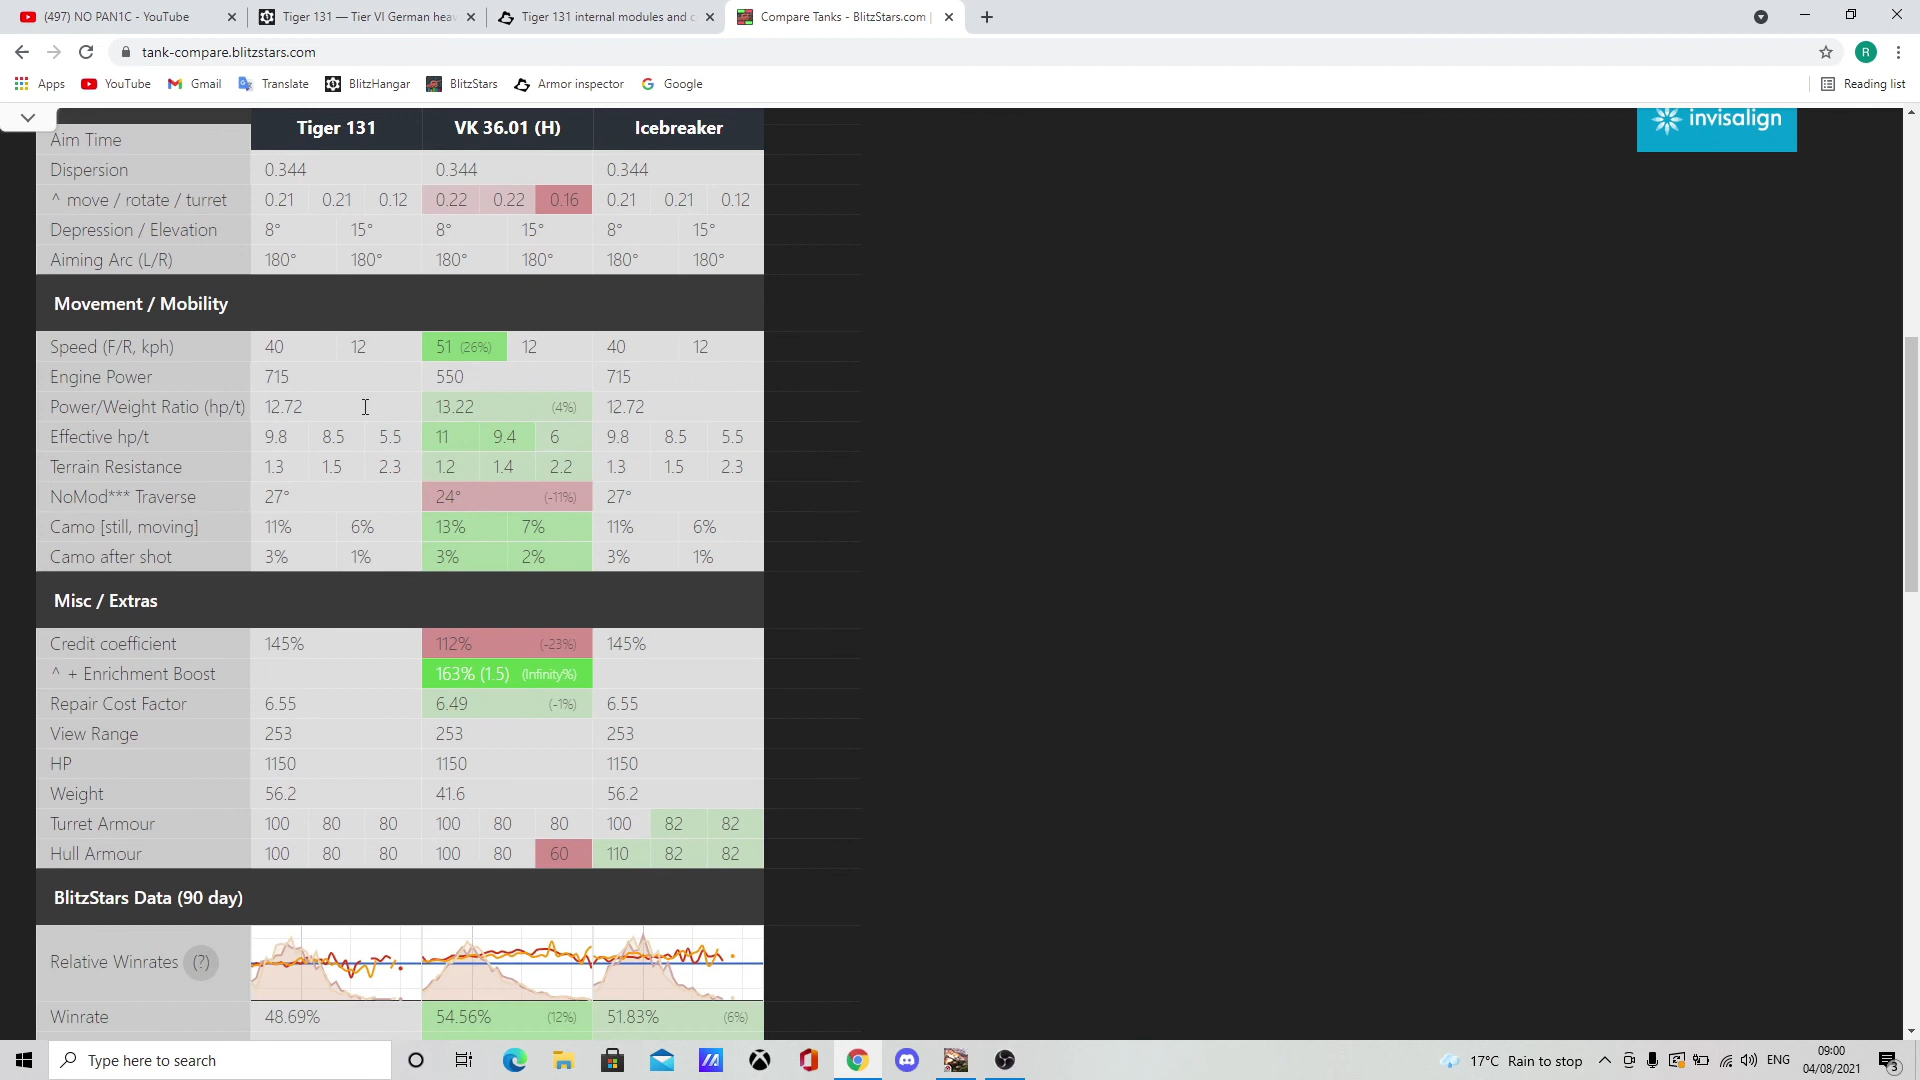 (497) NO PAN1C - YouTube
Tiger 131 — Tier VI German hea
Tiger 131 internal modules and c
Compare Tanks - BlitzStars.com |
tank-compare.blitzstars.com
R
Apps YouTube Gmail Translate BlitzHangar BlitzStars Armor inspector Google Reading list
invisalign
Tiger 131 VK 36.01 (H) Icebreaker
Aim Time
Dispersion 0.344 0.344 0.344
^ move / rotate / turret 0.21 0.21 0.12 0.22 0.22 0.16 0.21 0.21 0.12
Depression / Elevation 8° 15° 8° 15° 8° 15°
Aiming Arc (L/R) 180° 180° 180° 180° 180° 180°
Movement / Mobility
Speed (F/R, kph) 40 12 51 (26%) 12 40 12
Engine Power 715 550 715
Power/Weight Ratio (hp/t) 12.72 13.22 (4%) 12.72
Effective hp/t 9.8 8.5 5.5 11 9.4 6 9.8 8.5 5.5
Terrain Resistance 1.3 1.5 2.3 1.2 1.4 2.2 1.3 1.5 2.3
NoMod*** Traverse 27° 24° (-11%) 27°
Camo [still, moving] 11% 6% 13% 7% 11% 6%
Camo after shot 3% 1% 3% 2% 3% 1%
Misc / Extras
Credit coefficient 145% 112% (-23%) 145%
^ + Enrichment Boost 163% (1.5) (Infinity%)
Repair Cost Factor 6.55 6.49 (-1%) 6.55
View Range 253 253 253
HP 1150 1150 1150
Weight 56.2 41.6 56.2
Turret Armour 100 80 80 100 80 80 100 82 82
Hull Armour 100 80 80 100 80 60 110 82 82
BlitzStars Data (90 day)
Relative Winrates (?)
Winrate 48.69% 54.56% (12%) 51.83% (6%)
Type here to search
17°C Rain to stop
ENG
09:00
04/08/2021
3